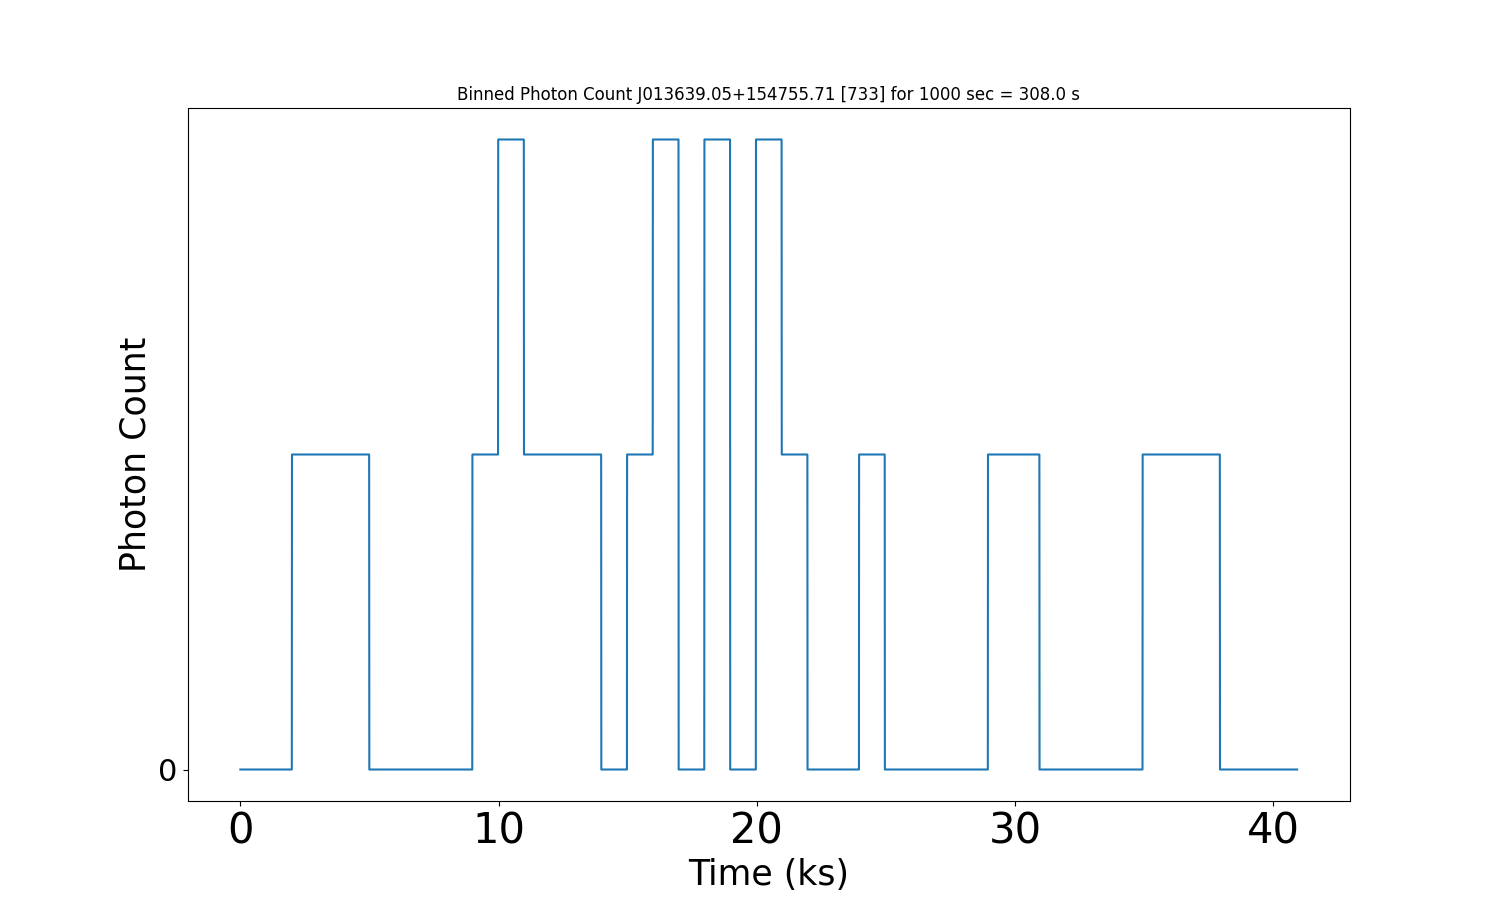 Binned Photon Count J013639.05+154755.71 [733] for 1000 sec = 308.0 s
Photon Count
0
0 10 20 30 40
Time (ks)